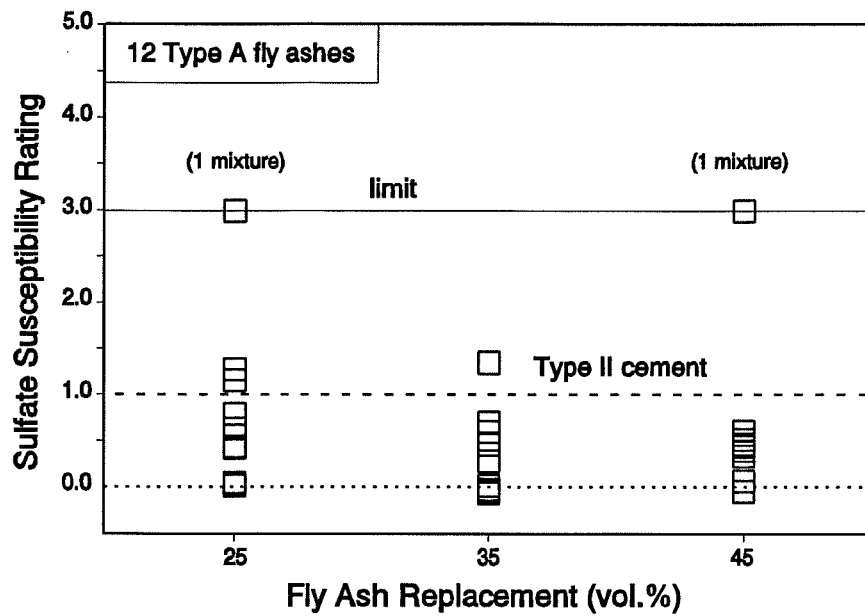 12 Type A fly ashes
Sulfate Susceptibility Rating
5.0
4.0
3.0
2.0
1.0
0.0
(1 mixture)
(1 mixture)
limit
Type II cement
25
35
45
Fly Ash Replacement (vol.%)